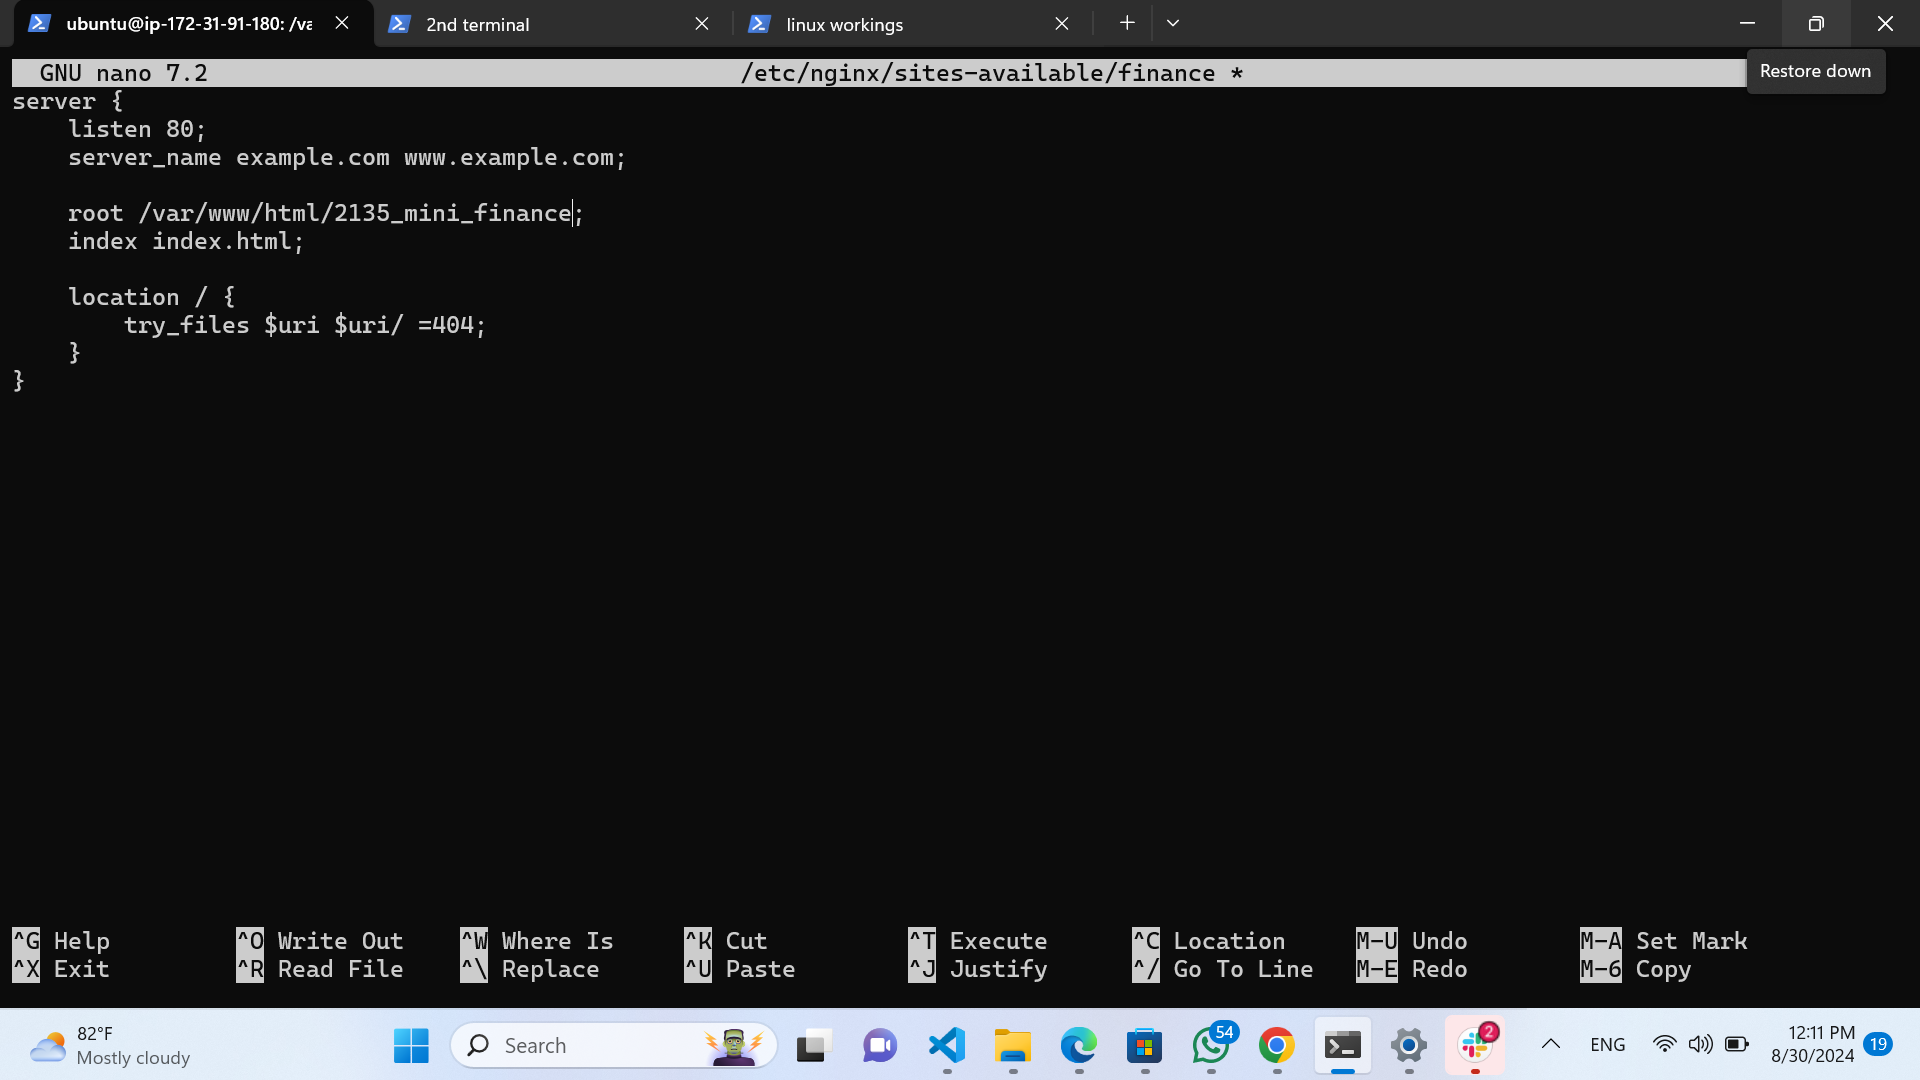 ubuntu@ip-172-31-91-180: /va
2nd terminal
linux workings
GNU nano 7.2
/etc/nginx/sites-available/finance *
Restore down
server {
listen 80;
server_name example.com www.example.com;
root /var/www/html/2135_mini_finance;
index index.html;
location / {
try_files $uri $uri/ =404;
}
}
^G Help ^O Write Out ^W Where Is ^K Cut ^T Execute ^C Location M-U Undo M-A Set Mark
^X Exit ^R Read File ^\ Replace ^U Paste ^J Justify ^/ Go To Line M-E Redo M-6 Copy
82°F
Mostly cloudy
Search
54
2
ENG
12:11 PM
8/30/2024
19